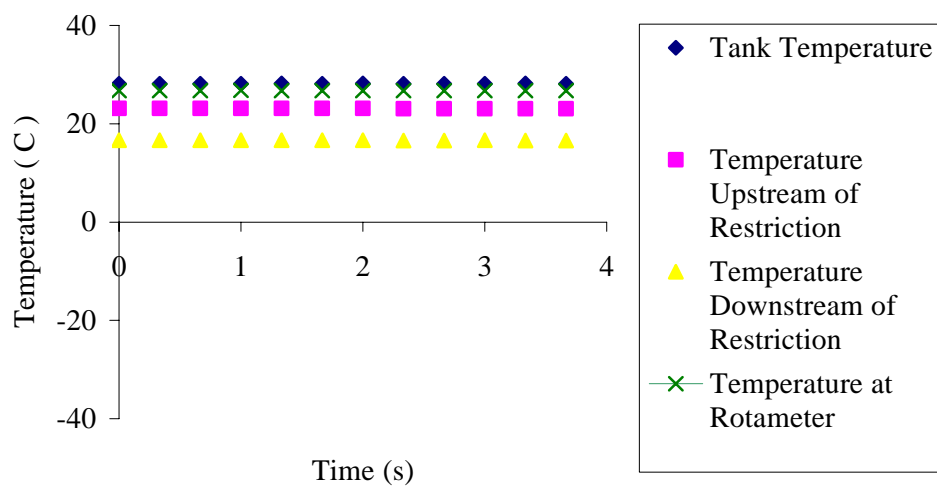 40
20
0
-20
-40
0 1 2 3 4
Temperature ( C )
Time (s)
Tank Temperature
Temperature
Upstream of
Restriction
Temperature
Downstream of
Restriction
Temperature at
Rotameter